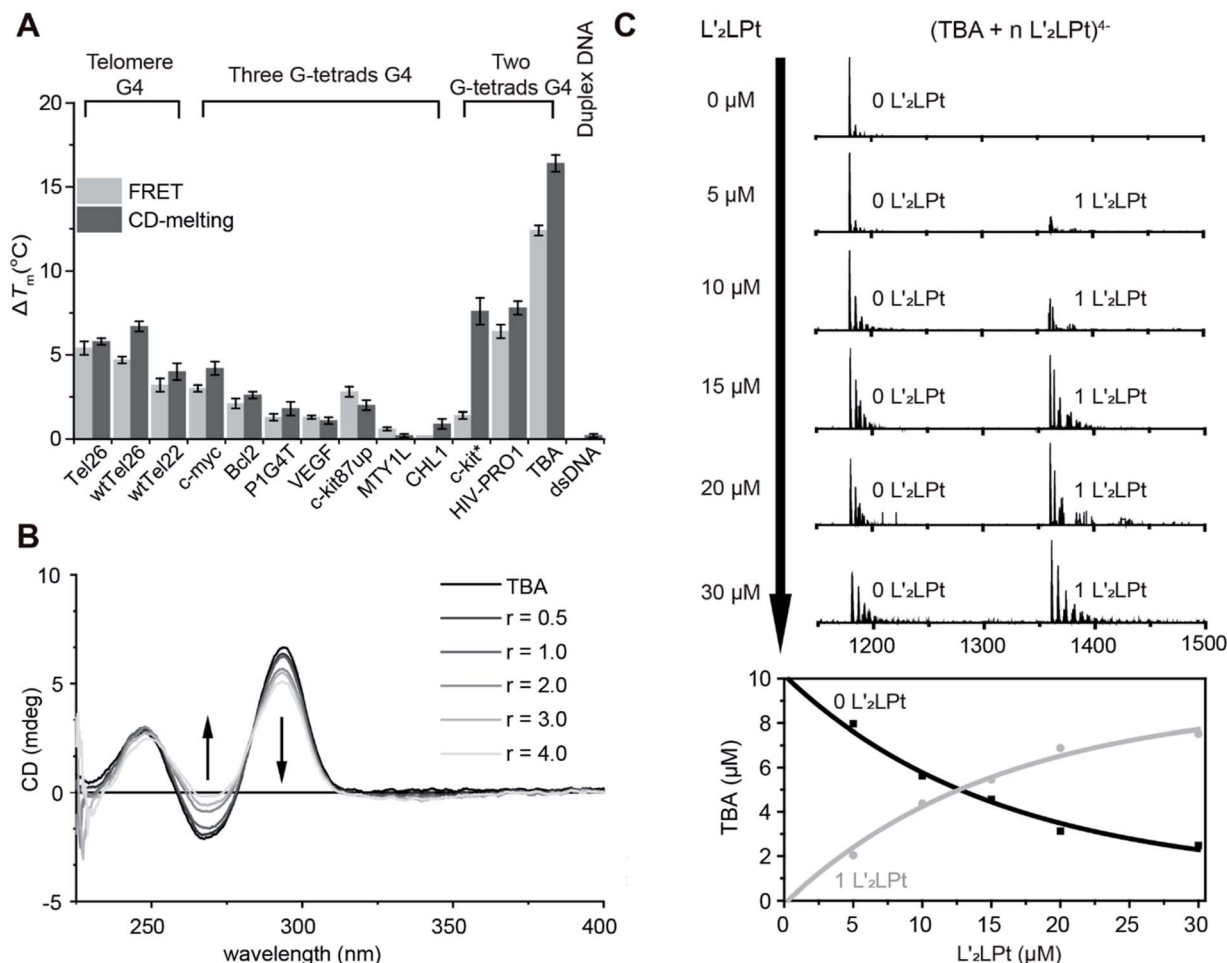 A
Telomere
G4
Three G-tetrads G4
Two
G-tetrads G4
Duplex DNA
20
15
10
5
0
ΔTm(°C)
FRET
CD-melting
Tel26
wtTel26
wtTel22
c-myc
Bcl2
P1G4T
VEGF
c-kit87up
MTY1L
CHL1
c-kit*
HIV-PRO1
TBA
dsDNA
B
10
5
0
-5
CD (mdeg)
TBA
r = 0.5
r = 1.0
r = 2.0
r = 3.0
r = 4.0
250
300
350
400
wavelength (nm)
C
L'₂LPt
(TBA + n L'₂LPt)⁴⁻
0 μM
0 L'₂LPt
5 μM
0 L'₂LPt
1 L'₂LPt
10 μM
0 L'₂LPt
1 L'₂LPt
15 μM
0 L'₂LPt
1 L'₂LPt
20 μM
0 L'₂LPt
1 L'₂LPt
30 μM
0 L'₂LPt
1 L'₂LPt
1200
1300
1400
1500
10
8
6
4
2
0
TBA (μM)
0 L'₂LPt
1 L'₂LPt
0
5
10
15
20
25
30
L'₂LPt (μM)